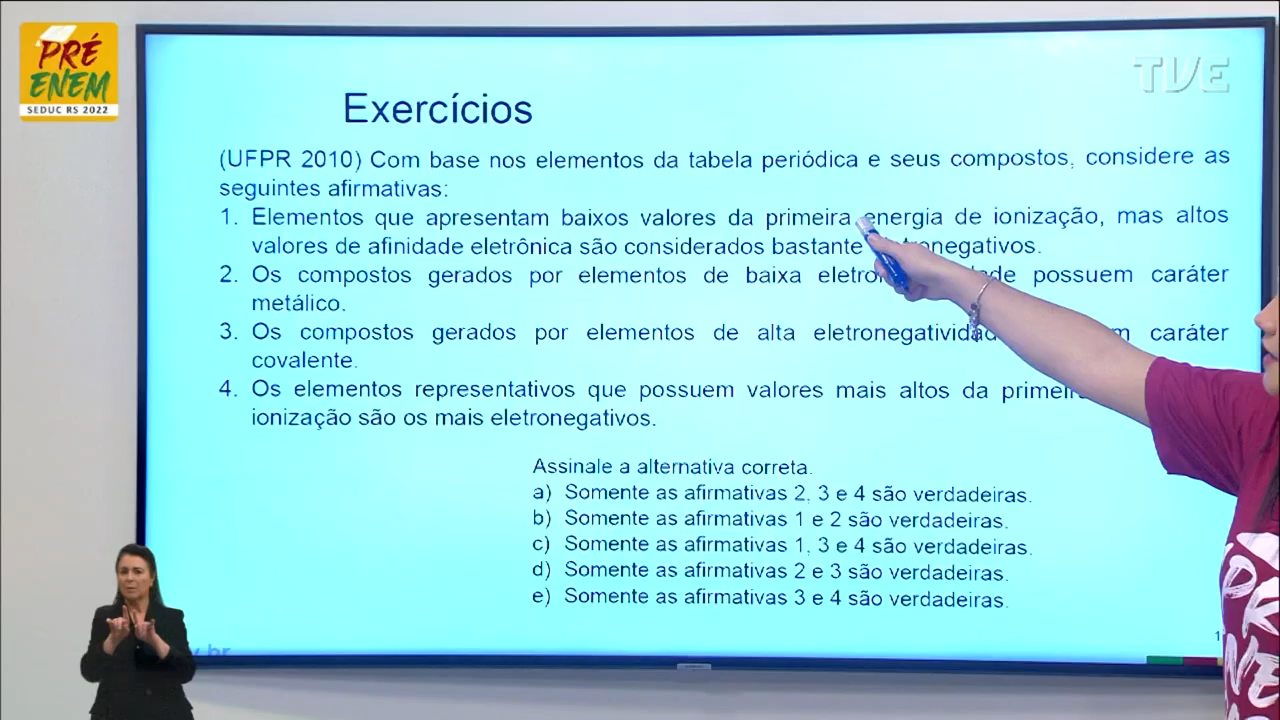 PRÉ
ENEM
SEDUC RS 2022
TVE
Exercícios
(UFPR 2010) Com base nos elementos da tabela periódica e seus compostos, considere as
seguintes afirmativas:
1. Elementos que apresentam baixos valores da primeira energia de ionização, mas altos
valores de afinidade eletrônica são considerados bastante
2. Os compostos gerados por elementos de baixa possuem caráter
metálico.
3. Os compostos gerados por elementos de alta caráter
covalente.
4. Os elementos representativos que possuem valores mais altos da
ionização são os mais eletronegativos.
Assinale a alternativa correta.
a) Somente as afirmativas 2, 3 e 4 são verdadeiras.
b) Somente as afirmativas 1 e 2 são verdadeiras.
c) Somente as afirmativas 1, 3 e 4 são verdadeiras.
d) Somente as afirmativas 2 e 3 são verdadeiras.
e) Somente as afirmativas 3 e 4 são verdadeiras.